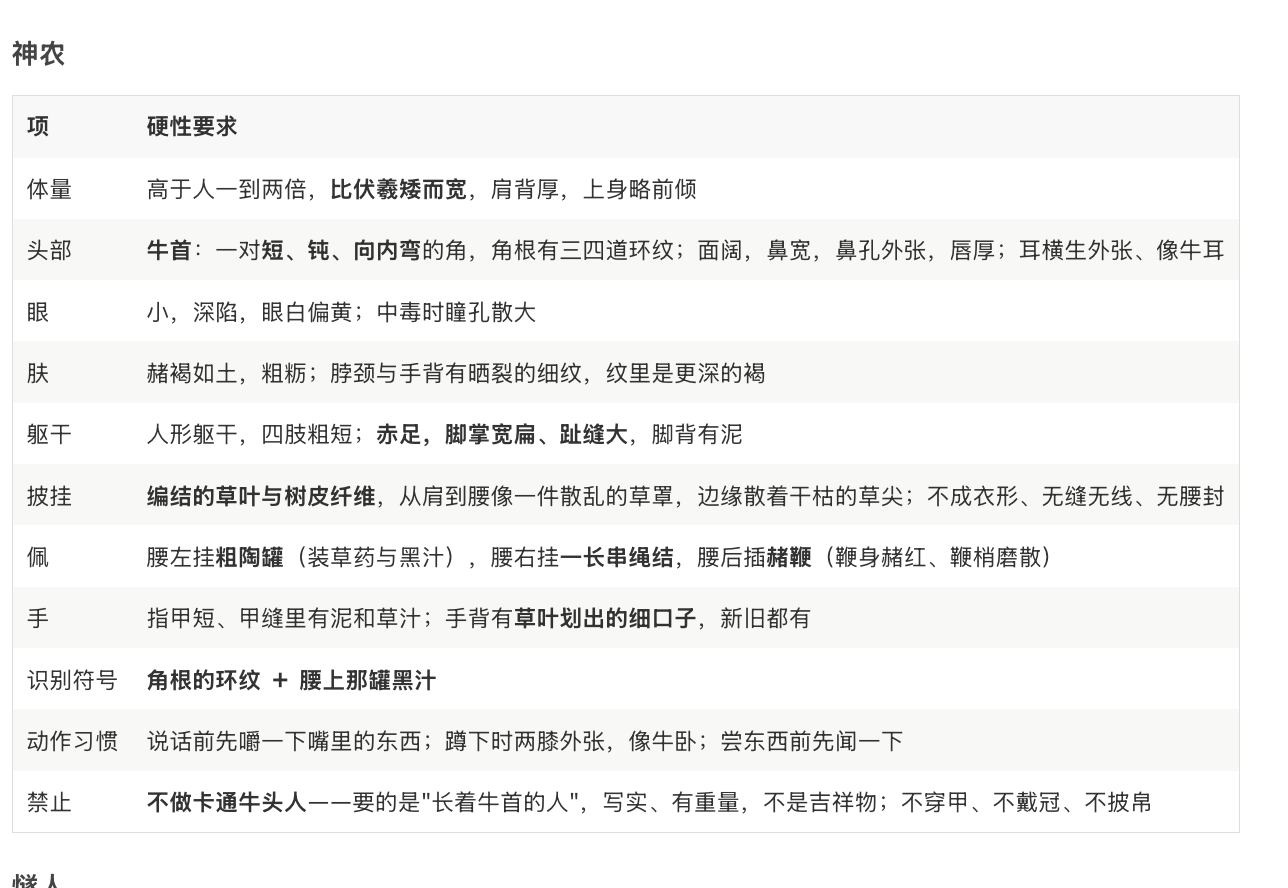 神农
项 硬性要求
体量 高于人一到两倍，比伏羲矮而宽，肩背厚，上身略前倾
头部 牛首：一对短、钝、向内弯的角，角根有三四道环纹；面阔，鼻宽，鼻孔外张，唇厚；耳横生外张、像牛耳
眼 小，深陷，眼白偏黄；中毒时瞳孔散大
肤 赭褐如土，粗粝；脖颈与手背有晒裂的细纹，纹里是更深的褐
躯干 人形躯干，四肢粗短；赤足，脚掌宽扁、趾缝大，脚背有泥
披挂 编结的草叶与树皮纤维，从肩到腰像一件散乱的草罩，边缘散着干枯的草尖；不成衣形、无缝无线、无腰封
佩 腰左挂粗陶罐（装草药与黑汁），腰右挂一长串绳结，腰后插赭鞭（鞭身赭红、鞭梢磨散）
手 指甲短、甲缝里有泥和草汁；手背有草叶划出的细口子，新旧都有
识别符号 角根的环纹 + 腰上那罐黑汁
动作习惯 说话前先嚼一下嘴里的东西；蹲下时两膝外张，像牛卧；尝东西前先闻一下
禁止 不做卡通牛头人——要的是"长着牛首的人"，写实、有重量，不是吉祥物；不穿甲、不戴冠、不披帛
燧人